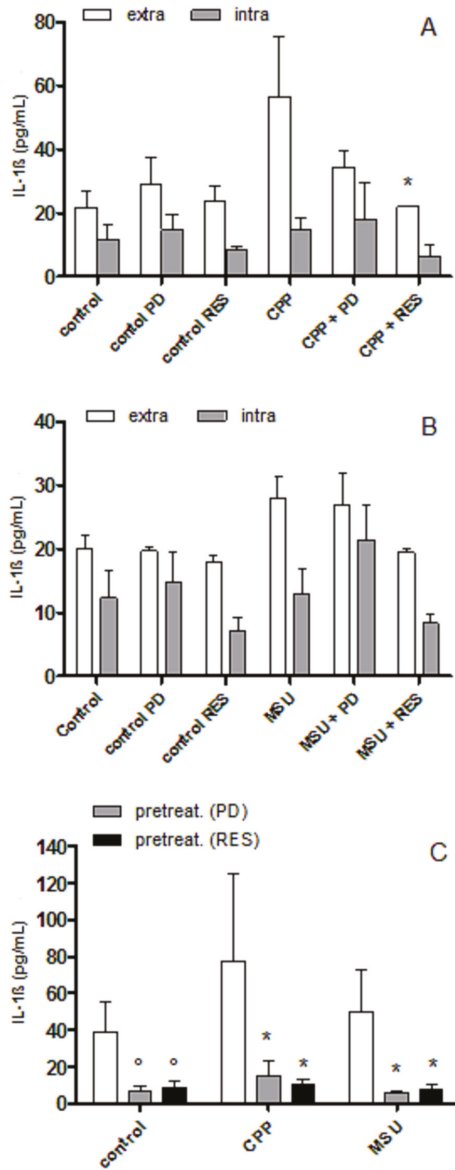 extra intra A
80
60
40
20
0
IL-1ß (pg/mL)
*
control contol PD control RES CPP CPP + PD CPP + RES
extra intra B
40
30
20
10
0
IL-1ß (pg/mL)
Control control PD control RES MSU MSU + PD MSU + RES
pretreat. (PD)
pretreat. (RES) C
140
120
100
80
60
40
20
0
IL-1ß (pg/mL)
° ° * * * *
control CPP MSU